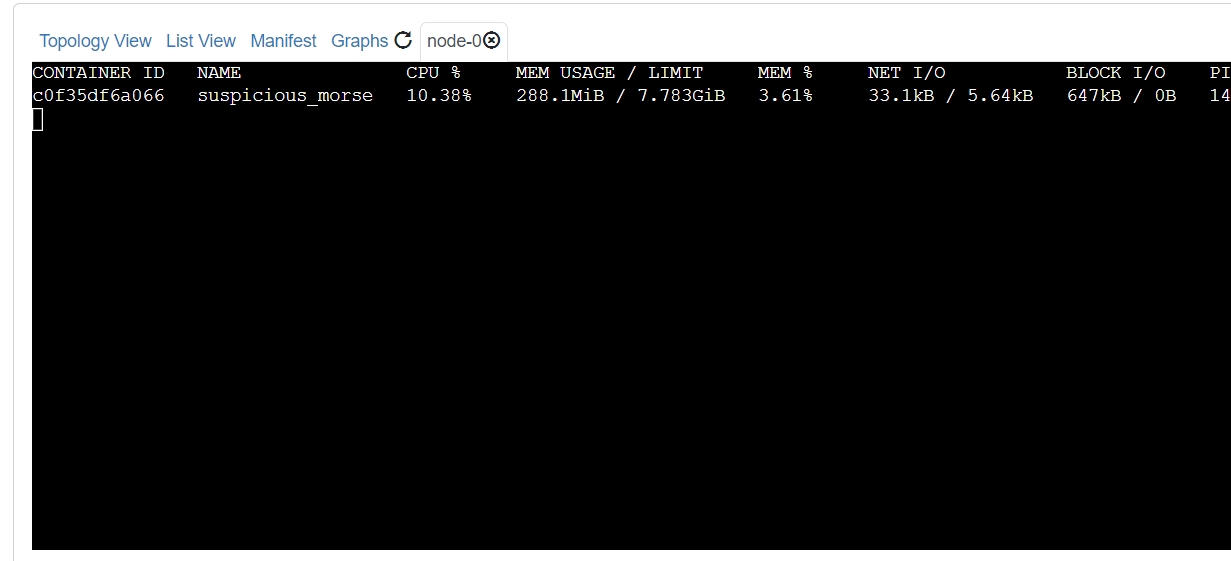 Topology View List View Manifest Graphs node-0
CONTAINER ID NAME CPU % MEM USAGE / LIMIT MEM % NET I/O BLOCK I/O PI
c0f35df6a066 suspicious_morse 10.38% 288.1MiB / 7.783GiB 3.61% 33.1kB / 5.64kB 647kB / 0B 14